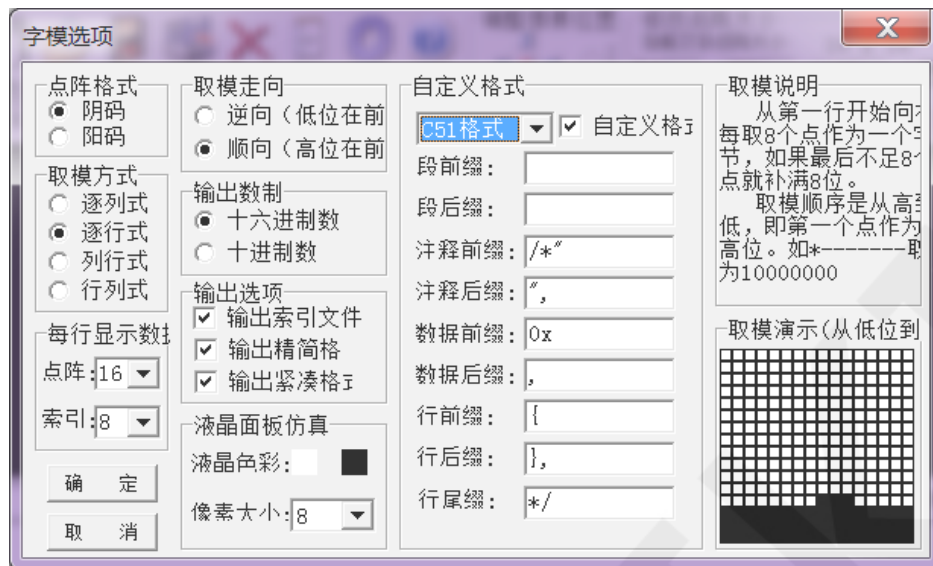 字模选项
点阵格式
阴码
阳码
取模方式
逐列式
逐行式
列行式
行列式
每行显示数据
点阵:16
索引:8
确 定
取 消
取模走向
逆向（低位在前
顺向（高位在前
输出数制
十六进制数
十进制数
输出选项
输出索引文件
输出精简格
输出紧凑格式
液晶面板仿真
液晶色彩:
像素大小:8
自定义格式
C51格式
自定义格式
段前缀：
段后缀：
注释前缀：/*"
注释后缀：",
数据前缀：0x
数据后缀：,
行前缀： {
行后缀： },
行尾缀： */
取模说明
从第一行开始向右
每取8个点作为一个字
节，如果最后不足8个
点就补满8位。
取模顺序是从高到
低，即第一个点作为
高位。如*-------取
为10000000
取模演示(从低位到